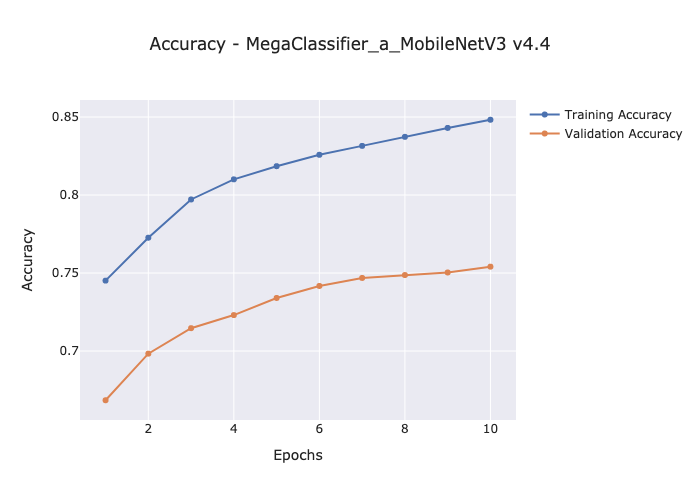 Accuracy - MegaClassifier_a_MobileNetV3 v4.4
Training Accuracy
Validation Accuracy
0.85
0.8
0.75
0.7
Accuracy
2 4 6 8 10
Epochs